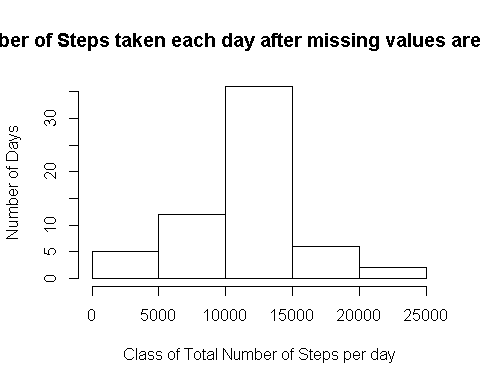 ber of Steps taken each day after missing values are
Number of Days
30
20
10
5
0
0 5000 10000 15000 20000 25000
Class of Total Number of Steps per day